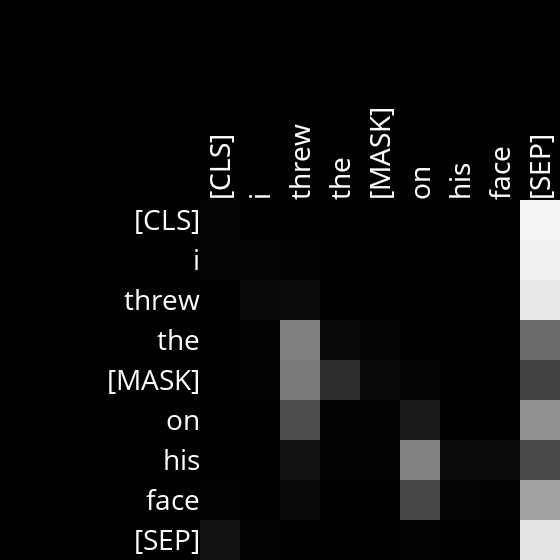 [CLS]
i
threw
the
[MASK]
on
his
face
[SEP]
[CLS]
i
threw
the
[MASK]
on
his
face
[SEP]